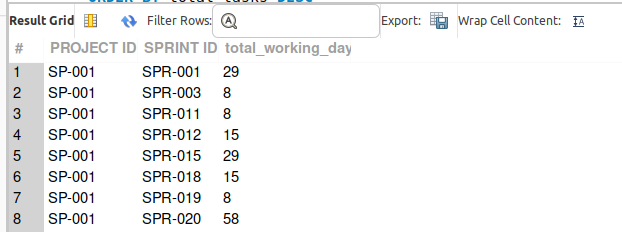 ORDER BY total_tasks DESC
Result Grid Filter Rows: Export: Wrap Cell Content:
# PROJECT ID SPRINT ID total_working_day
1 SP-001 SPR-001 29
2 SP-001 SPR-003 8
3 SP-001 SPR-011 8
4 SP-001 SPR-012 15
5 SP-001 SPR-015 29
6 SP-001 SPR-018 15
7 SP-001 SPR-019 8
8 SP-001 SPR-020 58